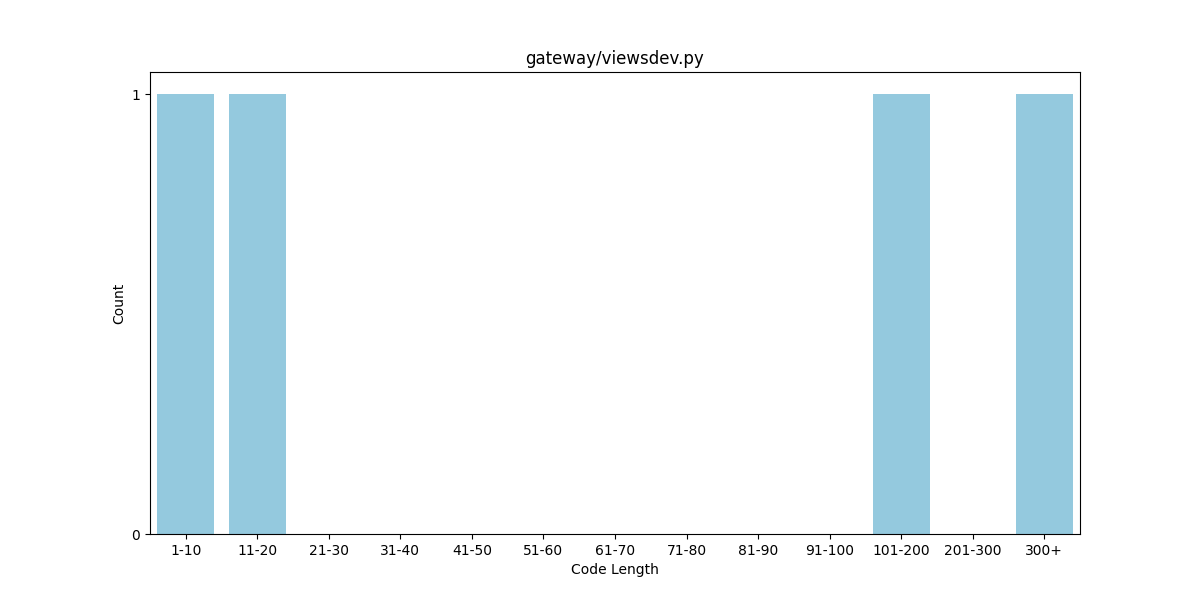 gateway/viewsdev.py
1
0
Count
1-10 11-20 21-30 31-40 41-50 51-60 61-70 71-80 81-90 91-100 101-200 201-300 300+
Code Length